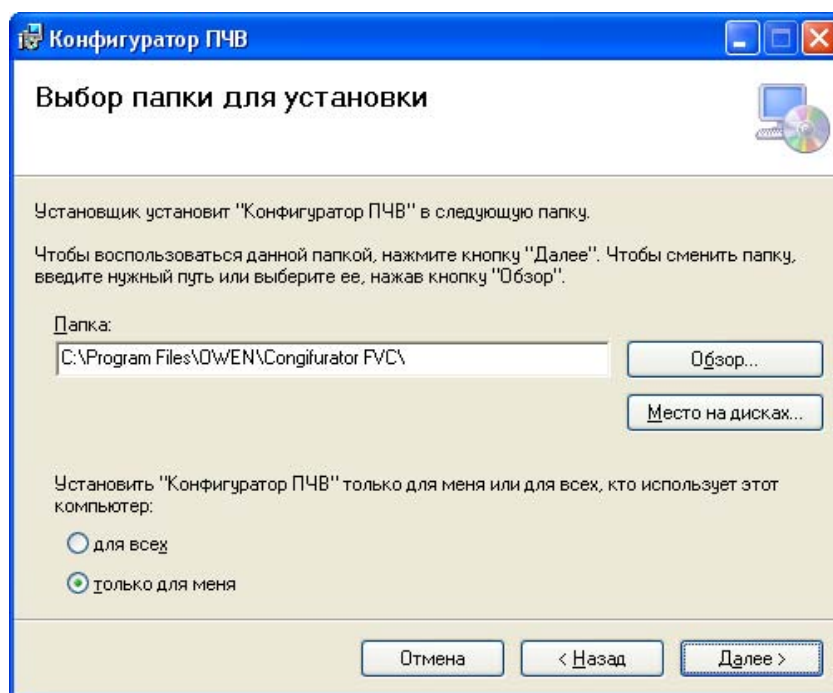 Конфигуратор ПЧВ
Выбор папки для установки
Установщик установит "Конфигуратор ПЧВ" в следующую папку.
Чтобы воспользоваться данной папкой, нажмите кнопку "Далее". Чтобы сменить папку,
введите нужный путь или выберите ее, нажав кнопку "Обзор".
Папка:
C:\Program Files\OWEN\Congifurator FVC\
Обзор...
Место на дисках...
Установить "Конфигуратор ПЧВ" только для меня или для всех, кто использует этот
компьютер:
для всех
только для меня
Отмена
< Назад
Далее >